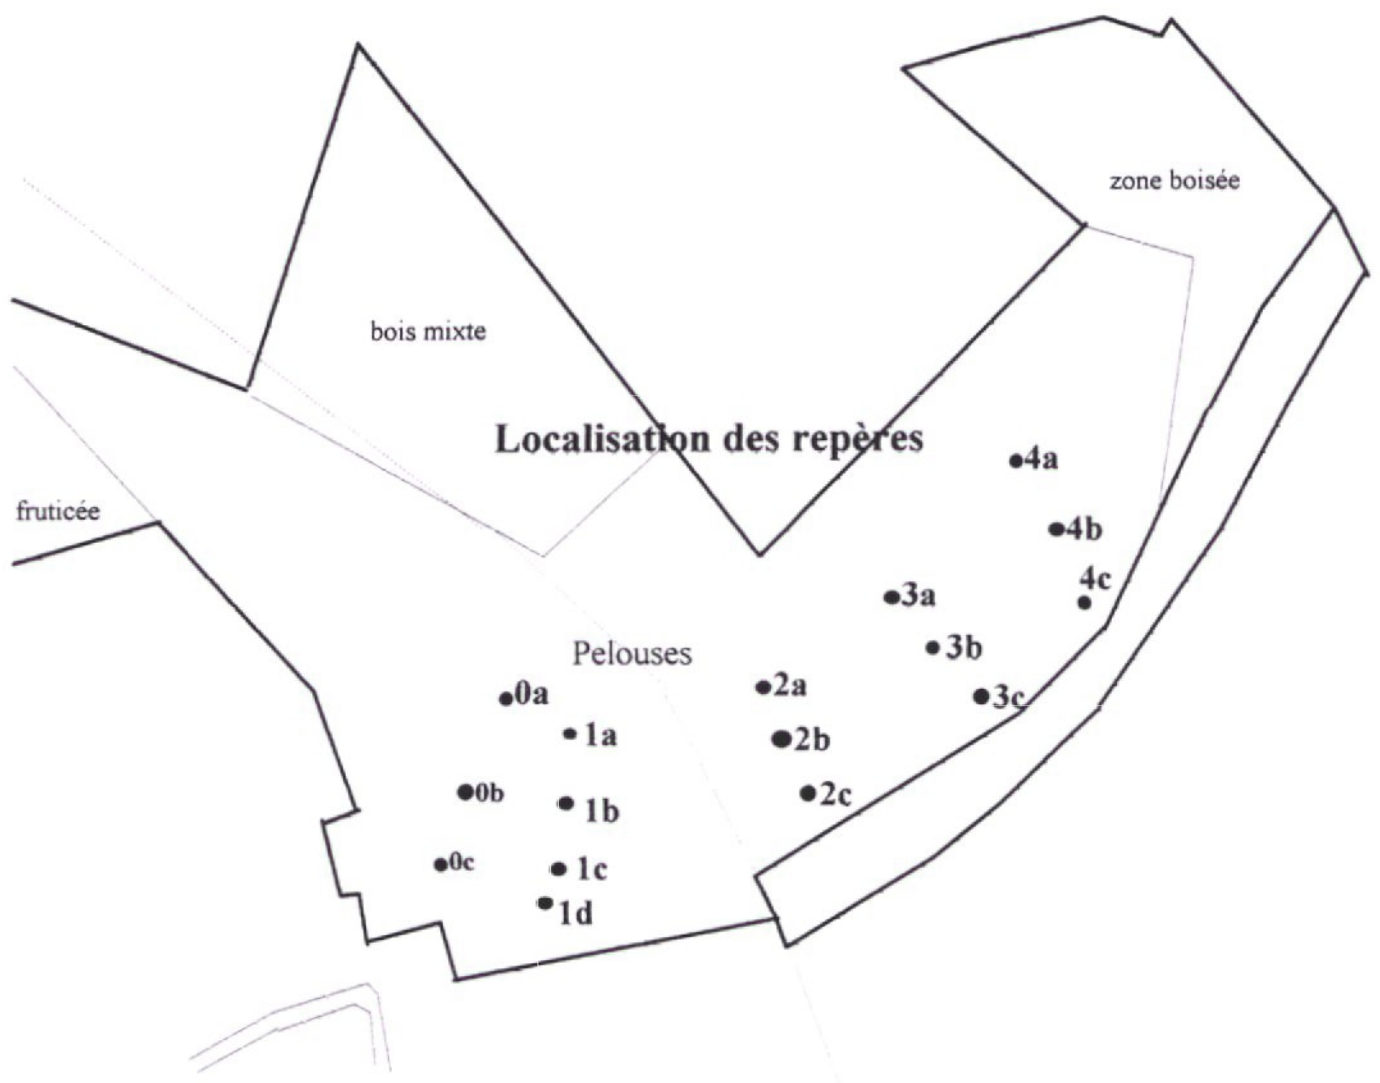 zone boisée
bois mixte
Localisation des repères
4a
fruticée
4b
4c
3a
3b
Pelouses
2a
0a
3c
1a
2b
0b
2c
1b
0c
1c
1d